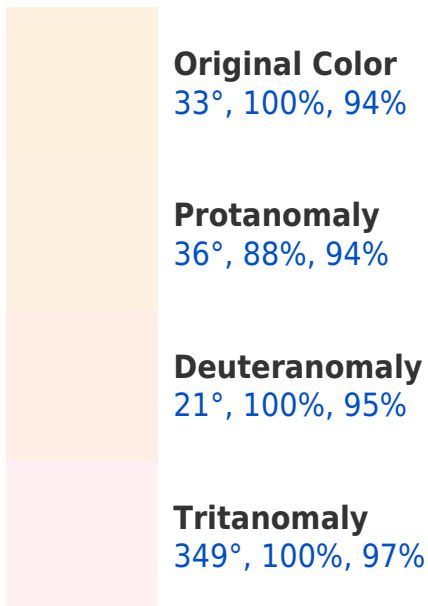 Original Color
33°, 100%, 94%
Protanomaly
36°, 88%, 94%
Deuteranomaly
21°, 100%, 95%
Tritanomaly
349°, 100%, 97%